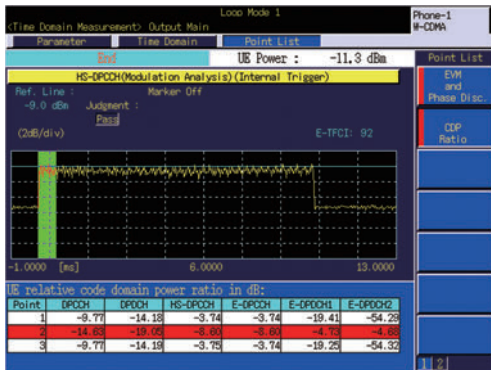 Loop Mode 1
Phone-1
<Time Domain Measurement> Output Main
W-CDMA
Parameter Time Domain Point List
End UE Power : -11.3 dBm Point List
HS-DPCCH(Modulation Analysis)(Internal Trigger)
EVM
and
Phase Disc.
Ref. Line : Marker Off
-9.0 dBm Judgment :
Pass
CDP
Ratio
(2dB/div) E-TFCI: 92
-1.0000 [ms] 6.0000 13.0000
UE relative code domain power ratio in dB:
Point DPCCH DPDCH HS-DPCCH E-DPCCH E-DPDCH1 E-DPDCH2
1 -9.77 -14.18 -3.74 -3.74 -19.41 -54.29
2 -14.63 -19.05 -8.60 -8.60 -4.73 -4.68
3 -9.77 -14.19 -3.75 -3.74 -19.25 -54.32
1 2